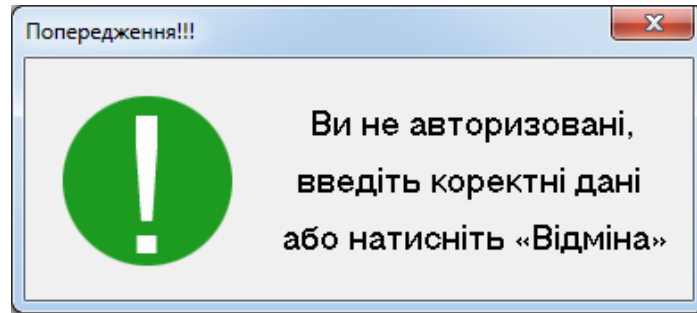 Попередження!!!
Ви не авторизовані,
введіть коректні дані
або натисніть «Відміна»